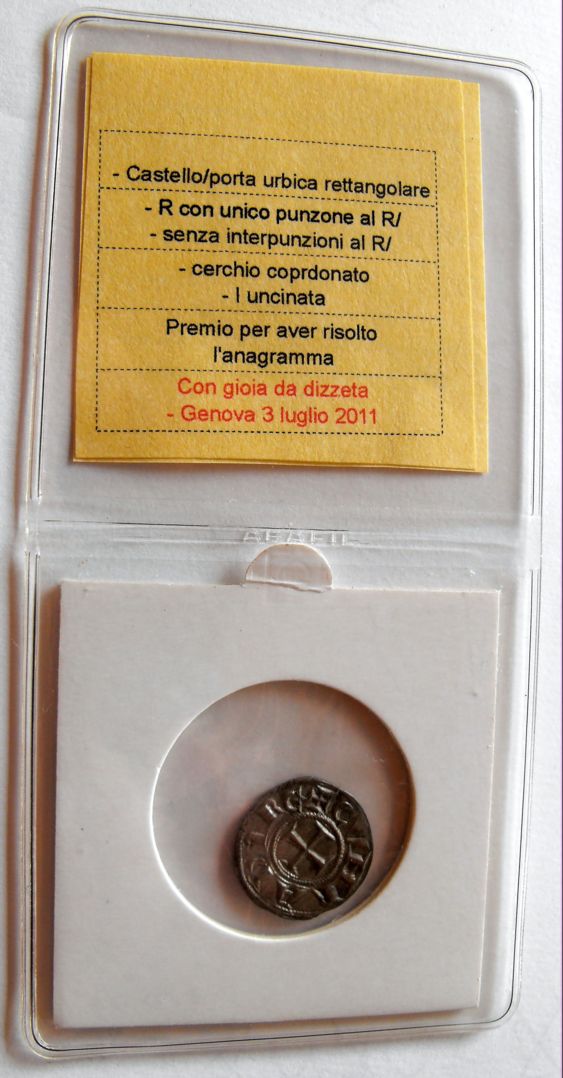 - Castello/porta urbica rettangolare
- R con unico punzone al R/
- senza interpunzioni al R/
- cerchio coprdonato
- I uncinata
Premio per aver risolto
l'anagramma
Con gioia da dizzeta
- Genova 3 luglio 2011